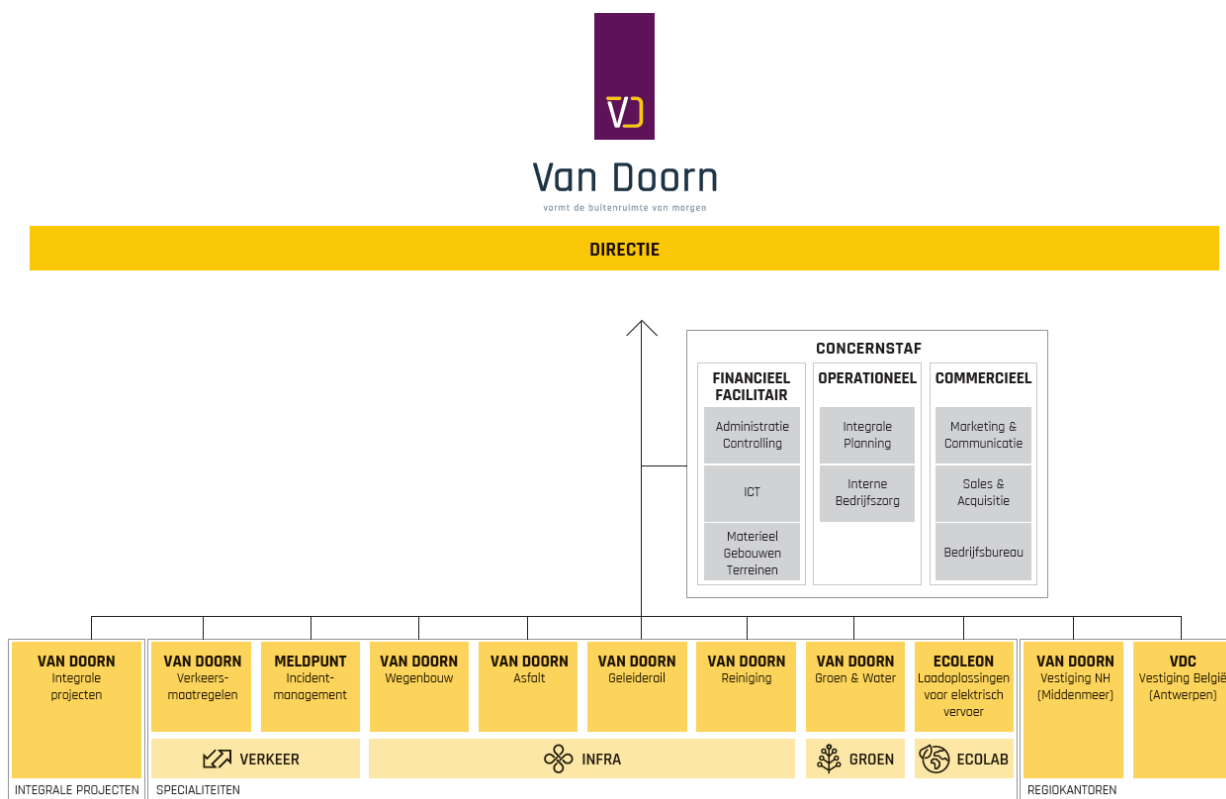 VD
Van Doorn
vormt de buitenruimte van morgen
DIRECTIE
CONCERNSTAF
FINANCIEEL
FACILITAIR
Administratie
Controlling
ICT
Materieel
Gebouwen
Terreinen
OPERATIONEEL
Integrale
Planning
Interne
Bedrijfszorg
COMMERCIEEL
Marketing &
Communicatie
Sales &
Acquisitie
Bedrijfsbureau
VAN DOORN
Integrale
projecten
VAN DOORN
Verkeers-
maatregelen
MELDPUNT
Incident-
management
VAN DOORN
Wegenbouw
VAN DOORN
Asfalt
VAN DOORN
Geleiderail
VAN DOORN
Reiniging
VAN DOORN
Groen & Water
ECOLEON
Laadoplossingen
voor elektrisch
vervoer
VAN DOORN
Vestiging NH
(Middenmeer)
VDC
Vestiging België
(Antwerpen)
VERKEER
INFRA
GROEN
ECOLAB
INTEGRALE PROJECTEN
SPECIALITEITEN
REGIOKANTOREN